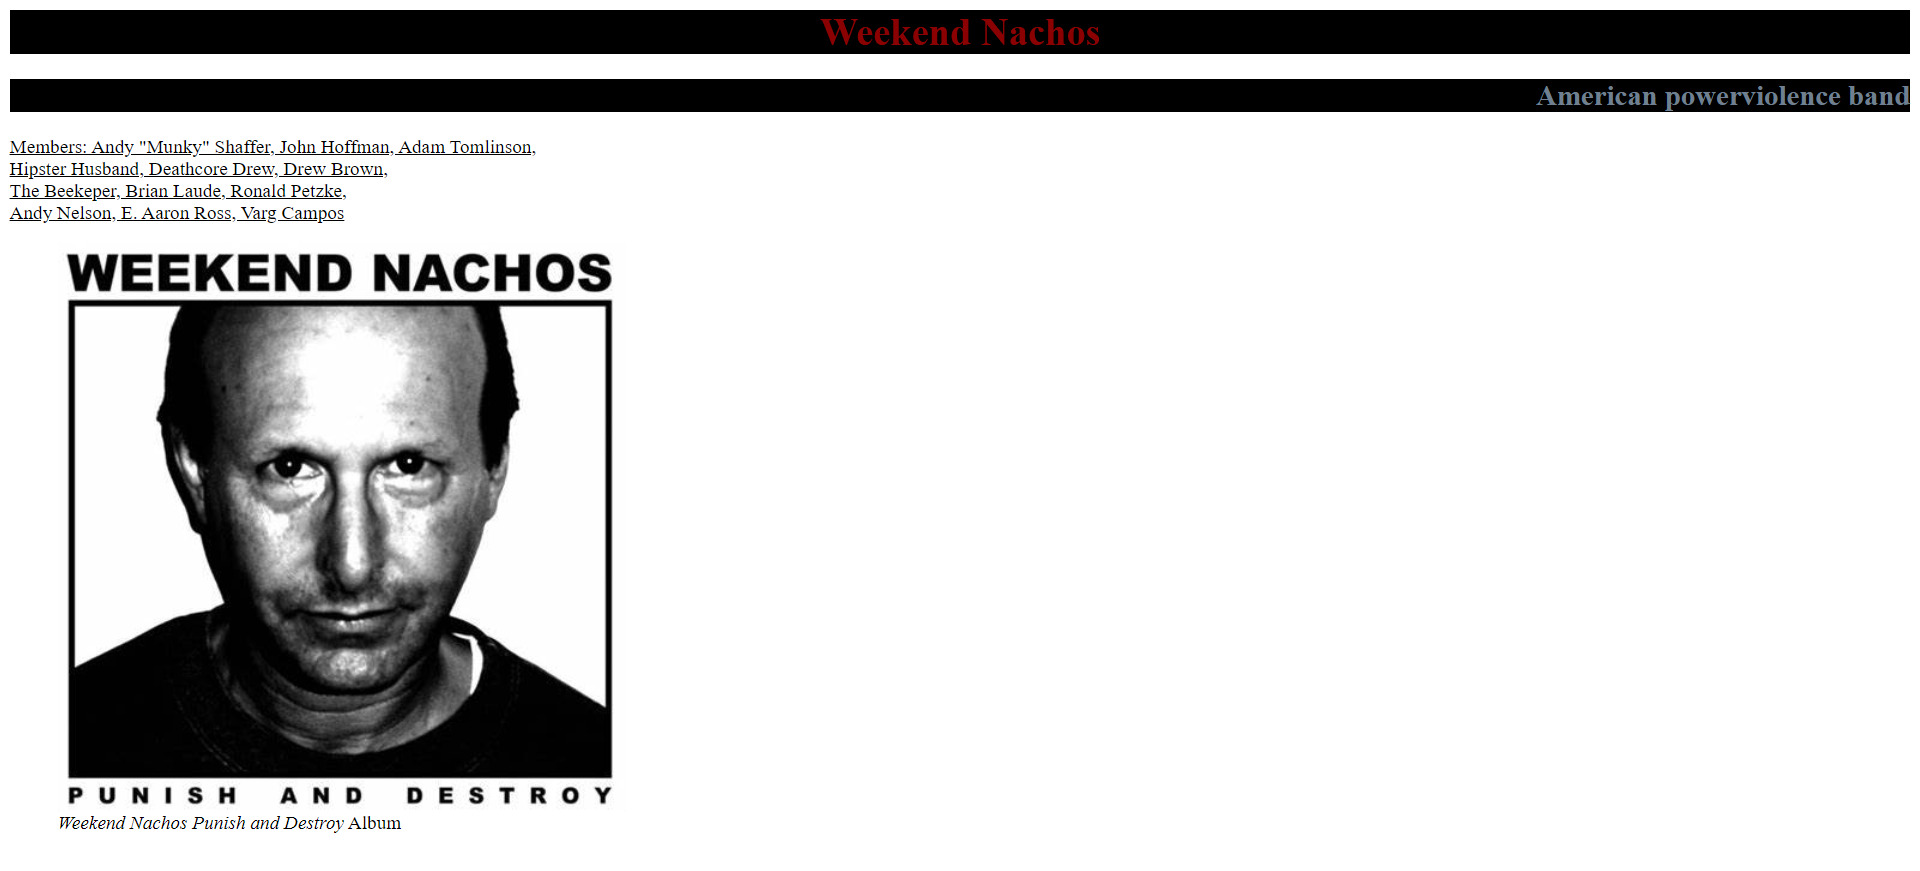 Weekend Nachos
American powerviolence band
Members: Andy "Munky" Shaffer, John Hoffman, Adam Tomlinson,
Hipster Husband, Deathcore Drew, Drew Brown,
The Beekeper, Brian Laude, Ronald Petzke,
Andy Nelson, E. Aaron Ross, Varg Campos
WEEKEND NACHOS
PUNISH AND DESTROY
Weekend Nachos Punish and Destroy Album